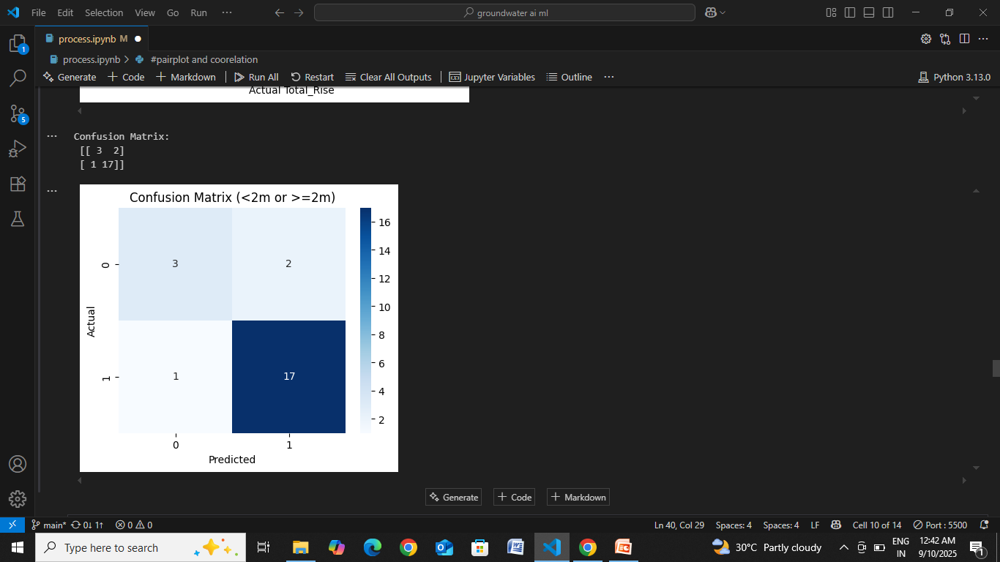 File Edit Selection View Go Run ··· groundwater ai ml
process.ipynb M
process.ipynb > #pairplot and coorelation
Generate + Code + Markdown Run All Restart Clear All Outputs Jupyter Variables Outline ··· Python 3.13.0
Actual Total_Rise
Confusion Matrix:
[[ 3 2]
[ 1 17]]
Confusion Matrix (<2m or >=2m)
16
14
12
10
8
6
4
2
0
3 2
Actual
1
1 17
0 1
Predicted
Generate + Code + Markdown
main* 0↓ 1↑ 0 0 Ln 40, Col 29 Spaces: 4 Spaces: 4 LF Cell 10 of 14 Port : 5500
1
5
Type here to search 30°C Partly cloudy ENG IN 12:42 AM 9/10/2025 1